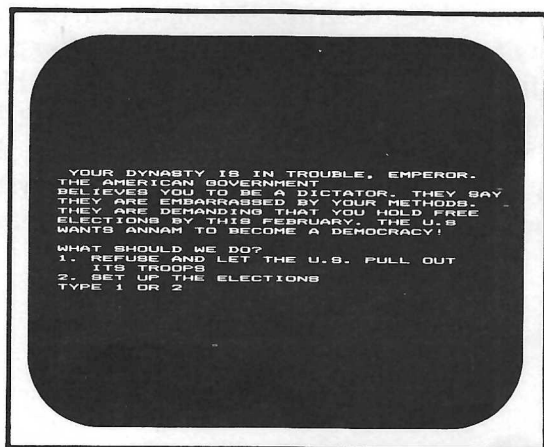 YOUR DYNASTY IS IN TROUBLE, EMPEROR.
THE AMERICAN GOVERNMENT
BELIEVES YOU TO BE A DICTATOR. THEY SAY
THEY ARE EMBARRASSED BY YOUR METHODS.
THEY ARE DEMANDING THAT YOU HOLD FREE
ELECTIONS BY THIS FEBRUARY. THE U.S
WANTS ANNAM TO BECOME A DEMOCRACY!
WHAT SHOULD WE DO?
1. REFUSE AND LET THE U.S. PULL OUT
ITS TROOPS
2. SET UP THE ELECTIONS
TYPE 1 OR 2